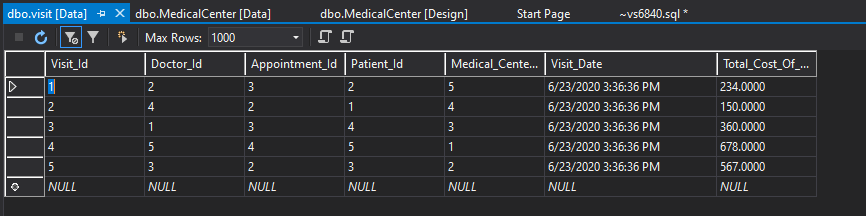 dbo.visit [Data] dbo.MedicalCenter [Data] dbo.MedicalCenter [Design] Start Page ~vs6840.sql *
Max Rows: 1000
Visit_Id Doctor_Id Appointment_Id Patient_Id Medical_Cente... Visit_Date Total_Cost_Of_...
1 2 3 2 5 6/23/2020 3:36:36 PM 234.0000
2 4 2 1 4 6/23/2020 3:36:36 PM 150.0000
3 1 3 4 3 6/23/2020 3:36:36 PM 360.0000
4 5 4 5 1 6/23/2020 3:36:36 PM 678.0000
5 3 2 3 2 6/23/2020 3:36:36 PM 567.0000
NULL NULL NULL NULL NULL NULL NULL